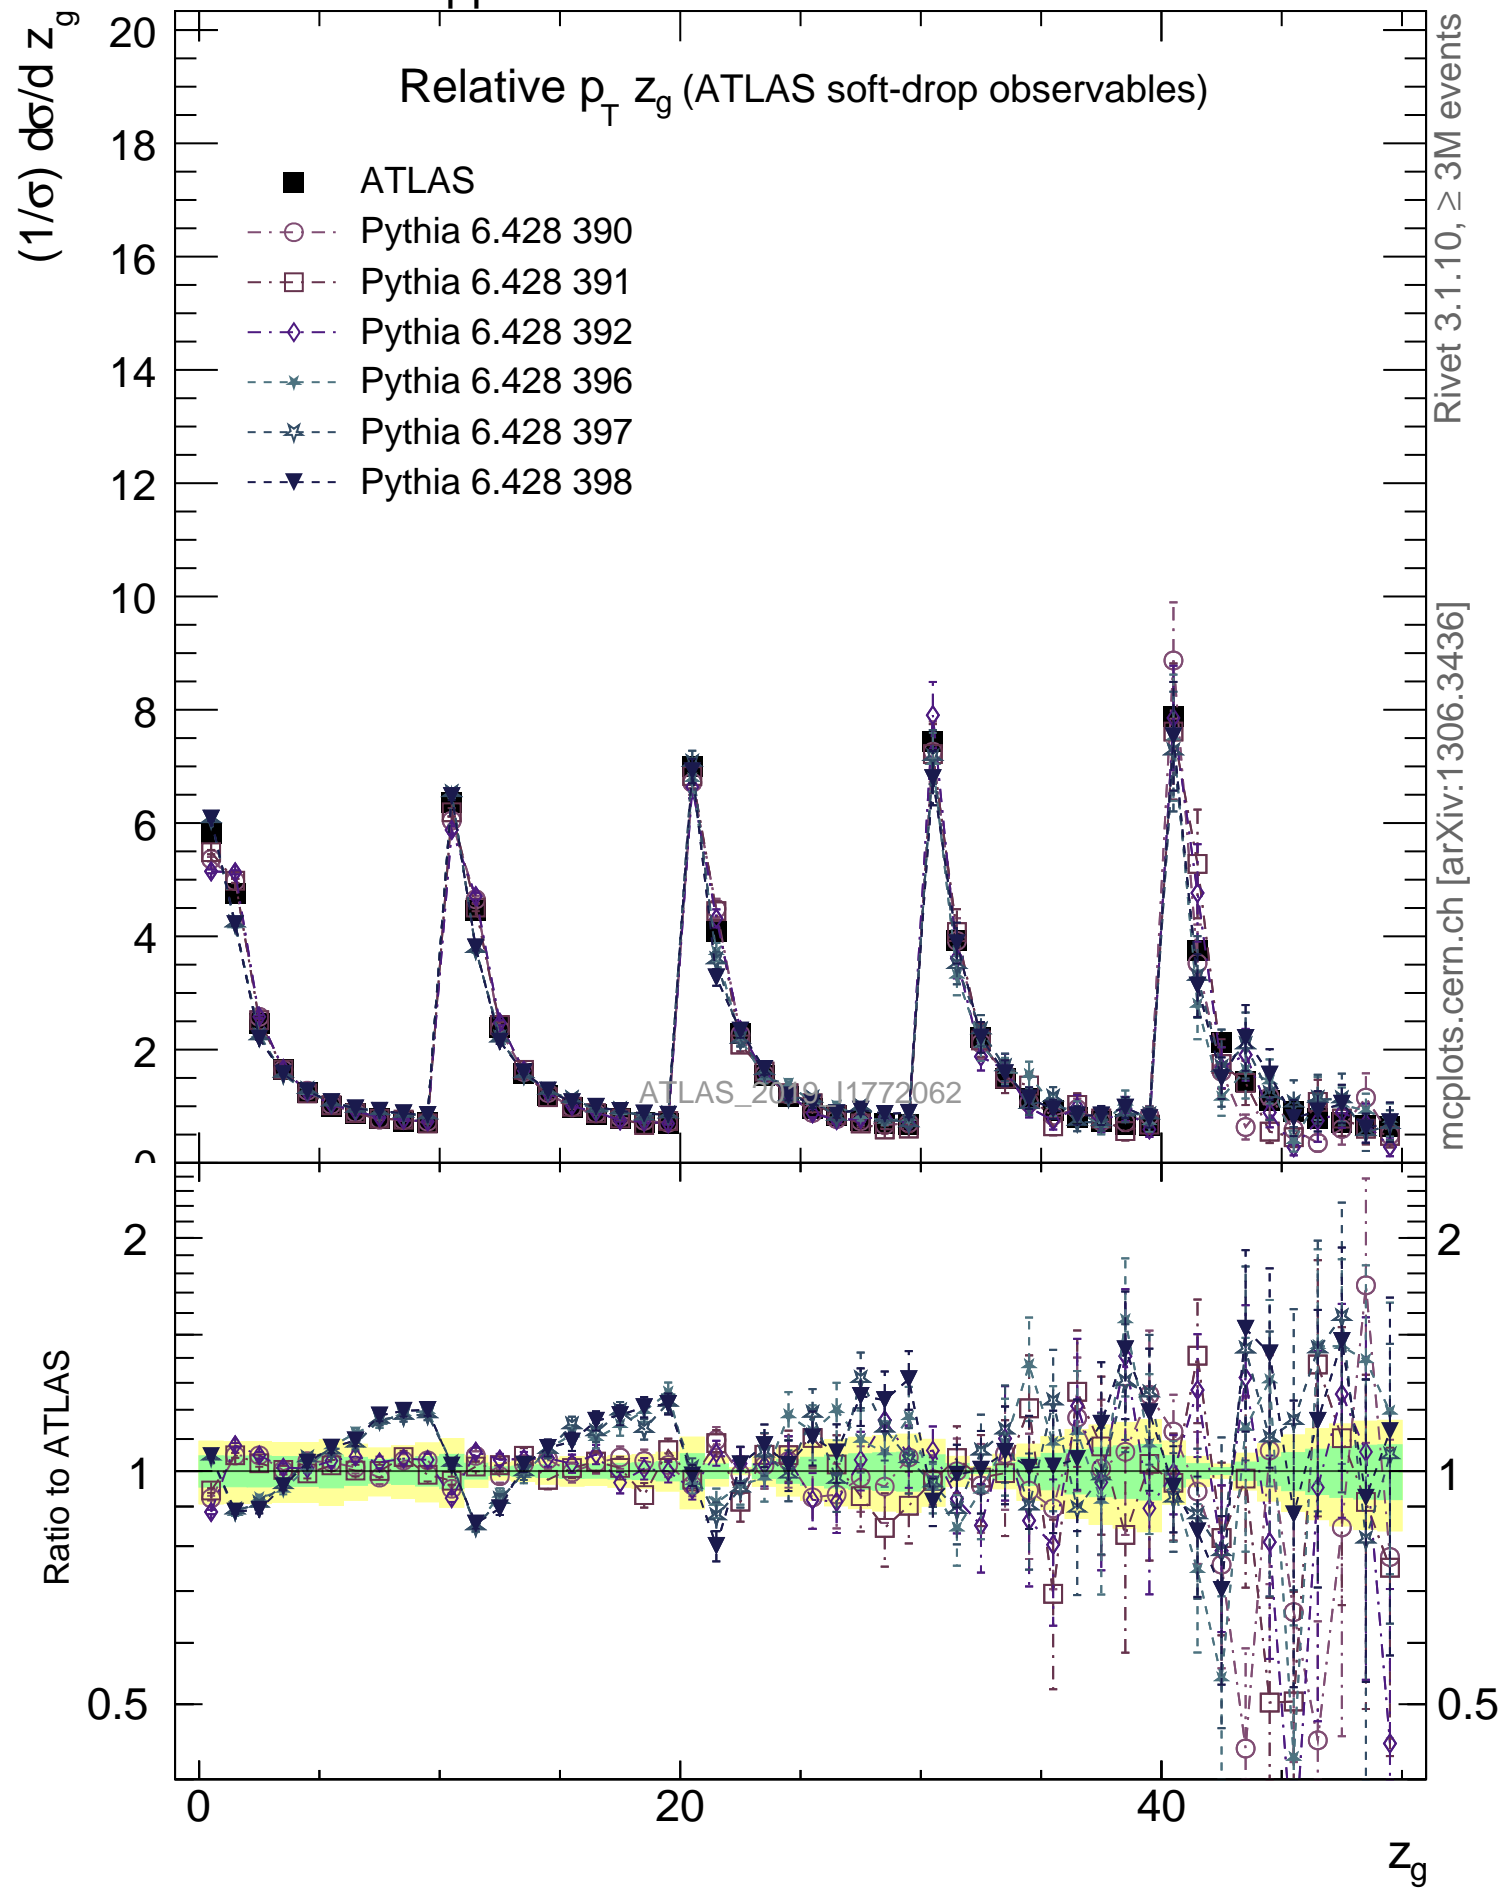 (1/σ) dσ/d z_g
Relative p_T z_g (ATLAS soft-drop observables)
ATLAS
Pythia 6.428 390
Pythia 6.428 391
Pythia 6.428 392
Pythia 6.428 396
Pythia 6.428 397
Pythia 6.428 398
20
18
16
14
12
10
8
6
4
2
0
ATLAS_2019_I1772062
Rivet 3.1.10, ≥ 3M events
mcplots.cern.ch [arXiv:1306.3436]
Ratio to ATLAS
2
1
0.5
2
1
0.5
0
20
40
z_g